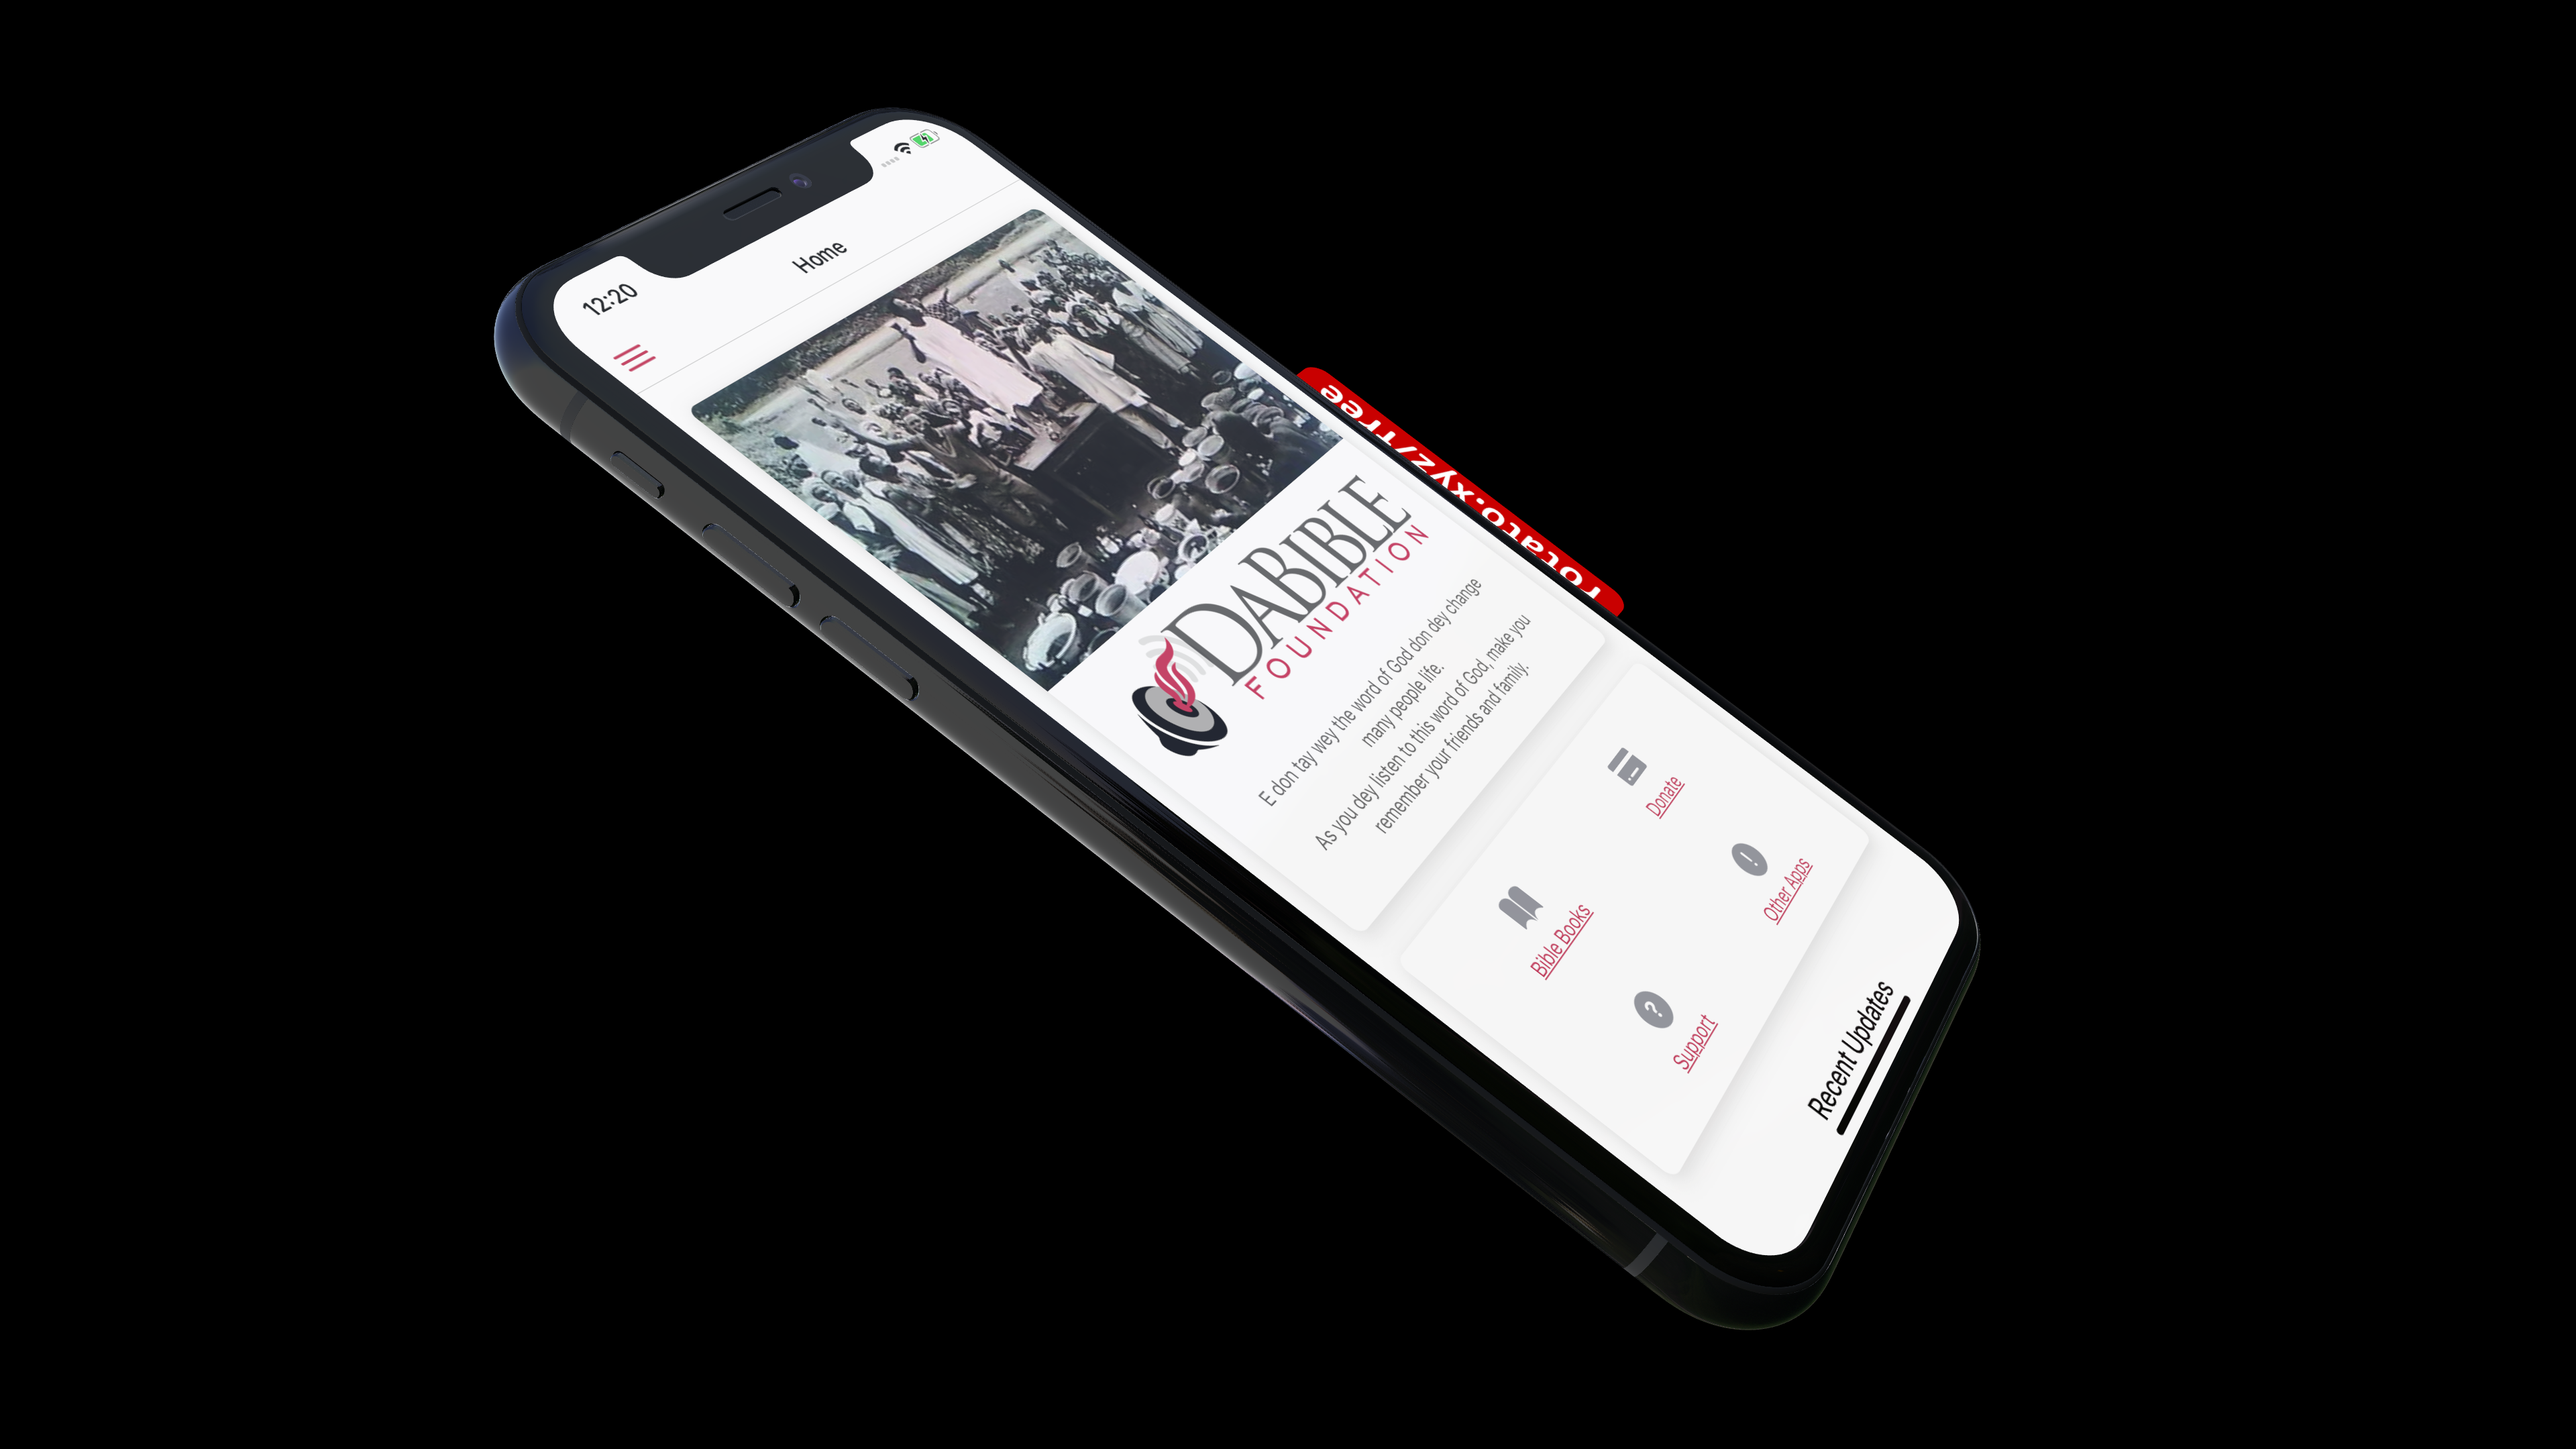 12:20
Home
DABIBLE
FOUNDATION
E don tay wey the word of God don dey change
many people life.
As you dey listen to this word of God, make you
remember your friends and family.
Bible Books
Donate
Support
Other Apps
Recent Updates
rotato.xyz/free